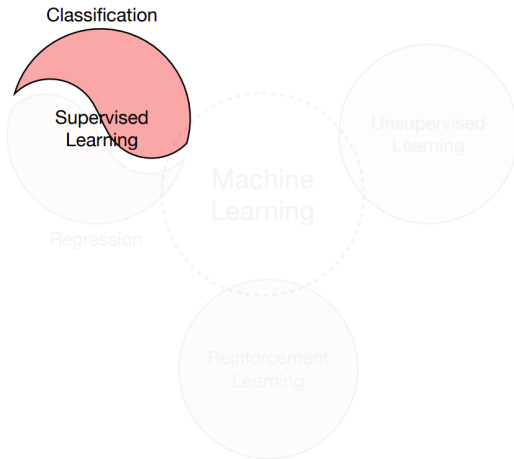 Classification
Supervised
Learning
Unsupervised
Learning
Machine
Learning
Regression
Reinforcement
Learning